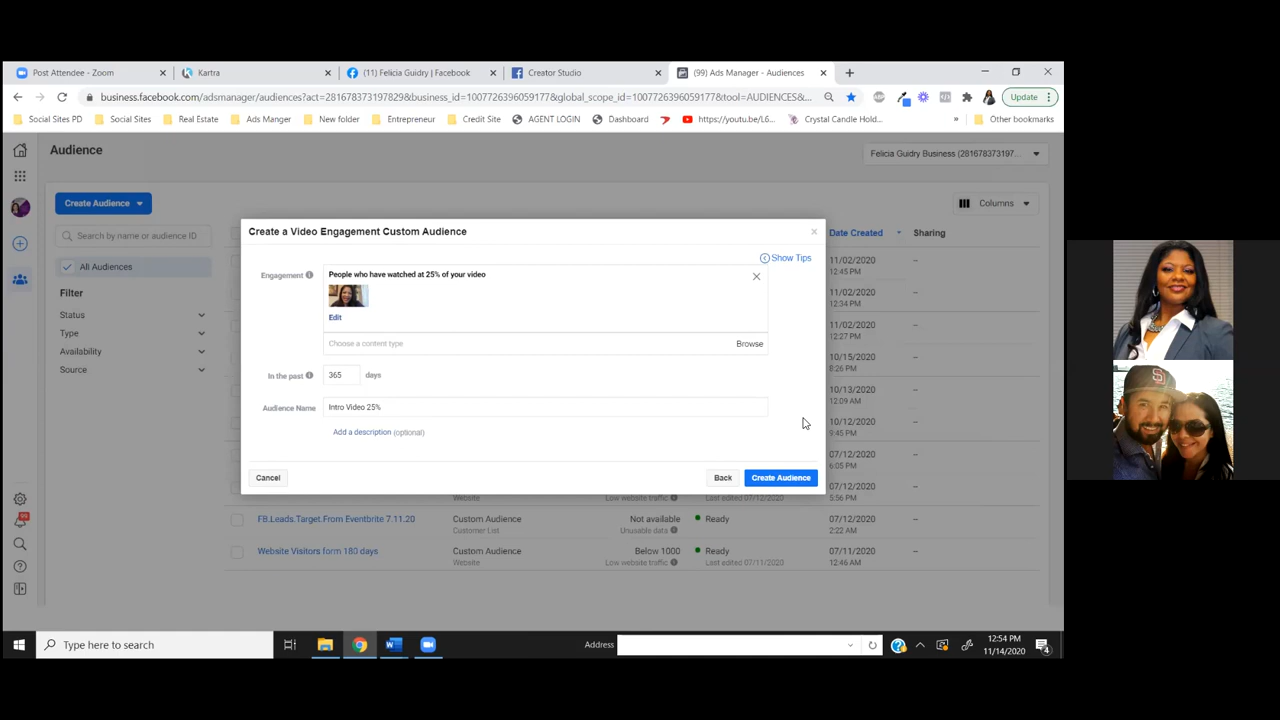 Post Attendee - Zoom
Kartra
(11) Felicia Guidry | Facebook
Creator Studio
(99) Ads Manager - Audiences
business.facebook.com/adsmanager/audiences?act=281678373197829&business_id=1007726396059177&global_scope_id=1007726396059177&tool=AUDIENCES&...
Update
Social Sites PD
Social Sites
Real Estate
Ads Manger
New folder
Entrepreneur
Credit Site
AGENT LOGIN
Dashboard
https://youtu.be/L6...
Crystal Candle Hold...
»
Other bookmarks
Audience
Felicia Guidry Business (281678373197...
Create Audience
Columns
Search by name or audience ID
Date Created
Sharing
All Audiences
Filter
Status
Type
Availability
Source
Create a Video Engagement Custom Audience
Show Tips
Engagement
People who have watched at 25% of your video
Edit
Choose a content type
Browse
In the past
365
days
Audience Name
Intro Video 25%
Add a description (optional)
Cancel
Back
Create Audience
11/02/2020
12:45 PM
11/02/2020
12:34 PM
11/02/2020
12:27 PM
10/15/2020
8:26 PM
10/13/2020
12:09 AM
10/12/2020
9:45 PM
07/12/2020
6:05 PM
07/12/2020
Website
Low website traffic
Last edited 07/12/2020
5:56 PM
FB.Leads.Target.From Eventbrite 7.11.20
Custom Audience
Customer List
Not available
Unusable data
Ready
07/12/2020
2:22 AM
Website Visitors form 180 days
Custom Audience
Website
Below 1000
Low website traffic
Ready
Last edited 07/12/2020
07/11/2020
12:46 AM
Type here to search
Address
12:54 PM
11/14/2020
4